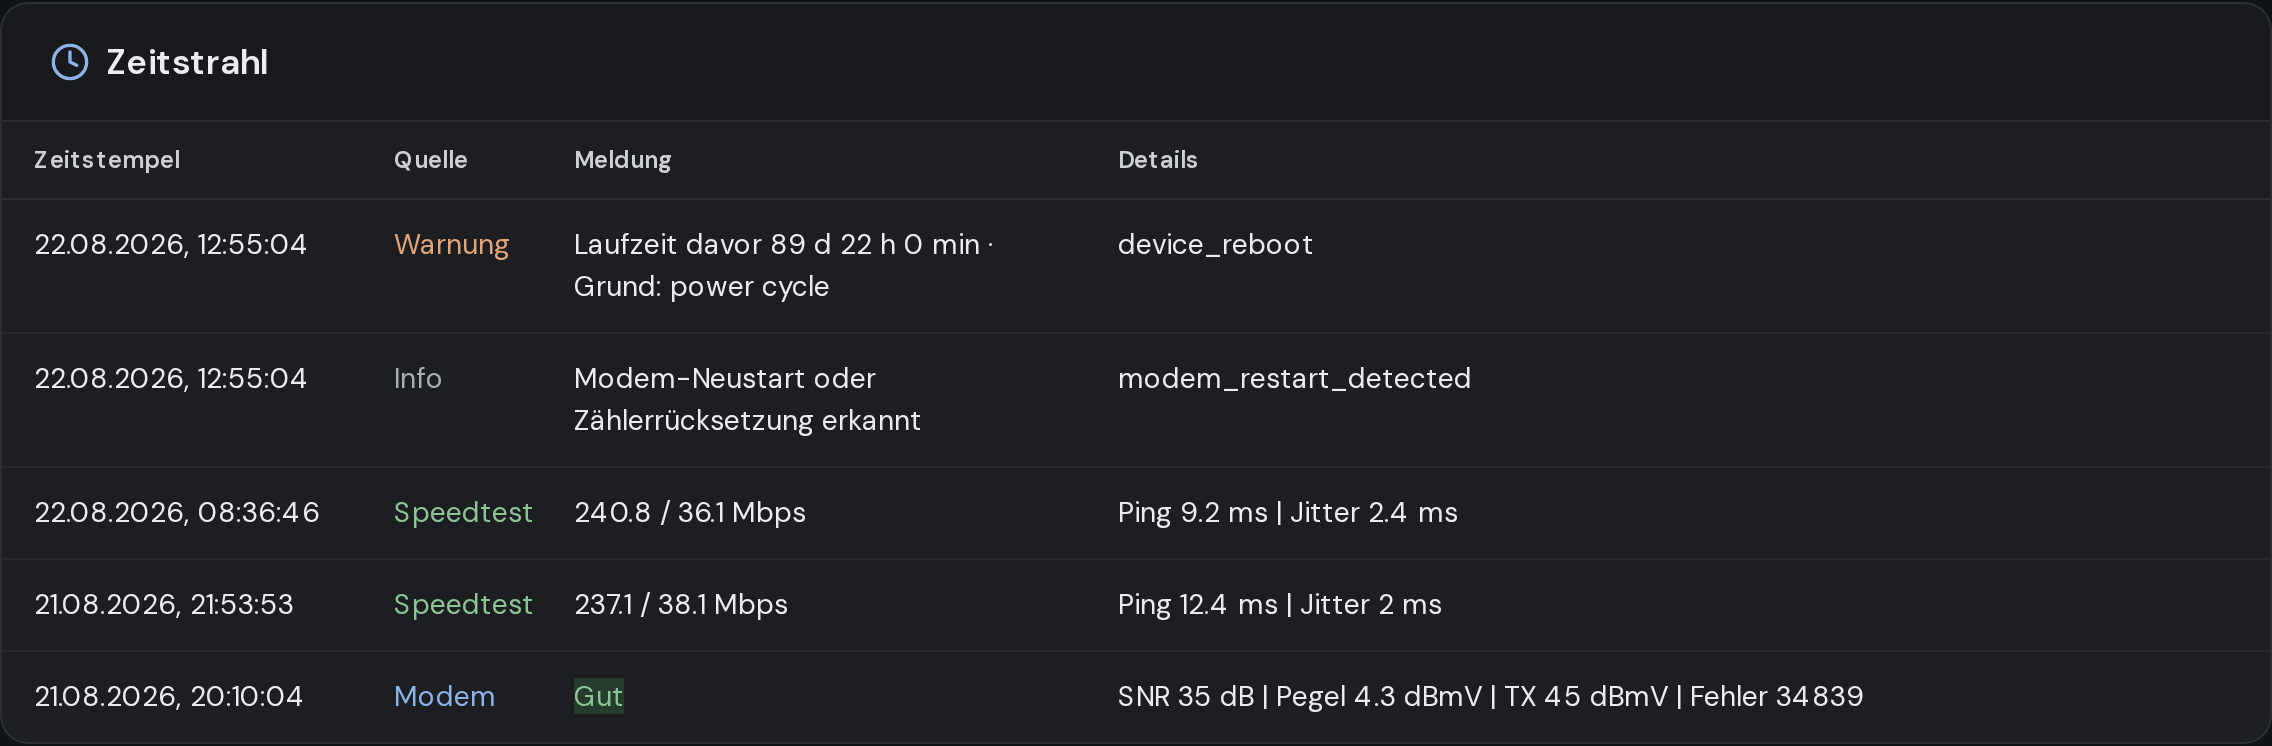 Zeitstrahl
Zeitstempel Quelle Meldung Details
22.08.2026, 12:55:04 Warnung Laufzeit davor 89 d 22 h 0 min · device_reboot
Grund: power cycle
22.08.2026, 12:55:04 Info Modem-Neustart oder modem_restart_detected
Zählerrücksetzung erkannt
22.08.2026, 08:36:46 Speedtest 240.8 / 36.1 Mbps Ping 9.2 ms | Jitter 2.4 ms
21.08.2026, 21:53:53 Speedtest 237.1 / 38.1 Mbps Ping 12.4 ms | Jitter 2 ms
21.08.2026, 20:10:04 Modem Gut SNR 35 dB | Pegel 4.3 dBmV | TX 45 dBmV | Fehler 34839